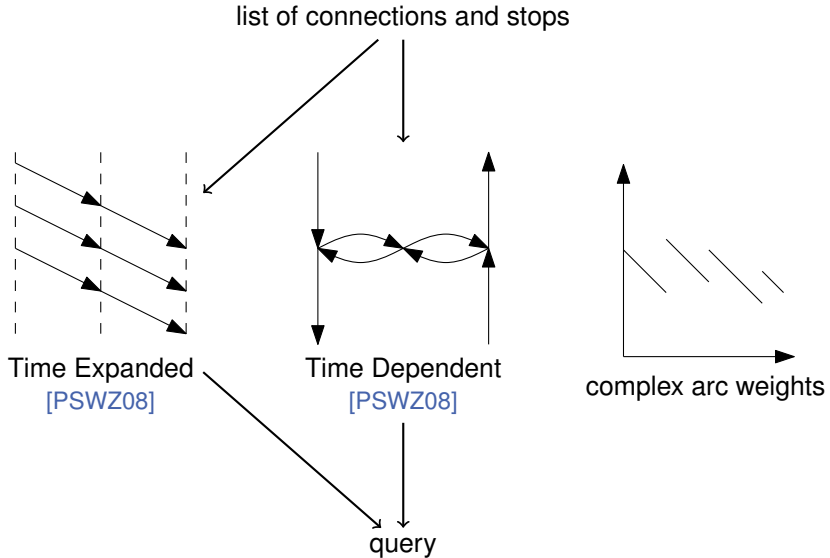 list of connections and stops
Time Expanded
[PSWZ08]
Time Dependent
[PSWZ08]
complex arc weights
query